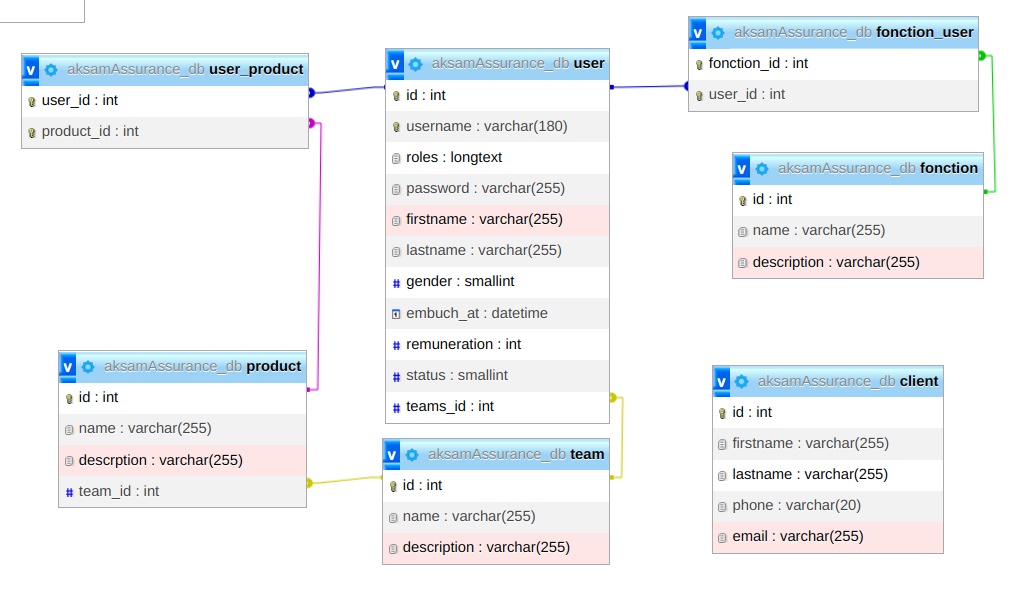 v aksamAssurance_db user_product
user_id : int
product_id : int
v aksamAssurance_db user
id : int
username : varchar(180)
roles : longtext
password : varchar(255)
firstname : varchar(255)
lastname : varchar(255)
gender : smallint
embuch_at : datetime
remuneration : int
status : smallint
teams_id : int
v aksamAssurance_db fonction_user
fonction_id : int
user_id : int
v aksamAssurance_db fonction
id : int
name : varchar(255)
description : varchar(255)
v aksamAssurance_db product
id : int
name : varchar(255)
descrption : varchar(255)
team_id : int
v aksamAssurance_db team
id : int
name : varchar(255)
description : varchar(255)
v aksamAssurance_db client
id : int
firstname : varchar(255)
lastname : varchar(255)
phone : varchar(20)
email : varchar(255)